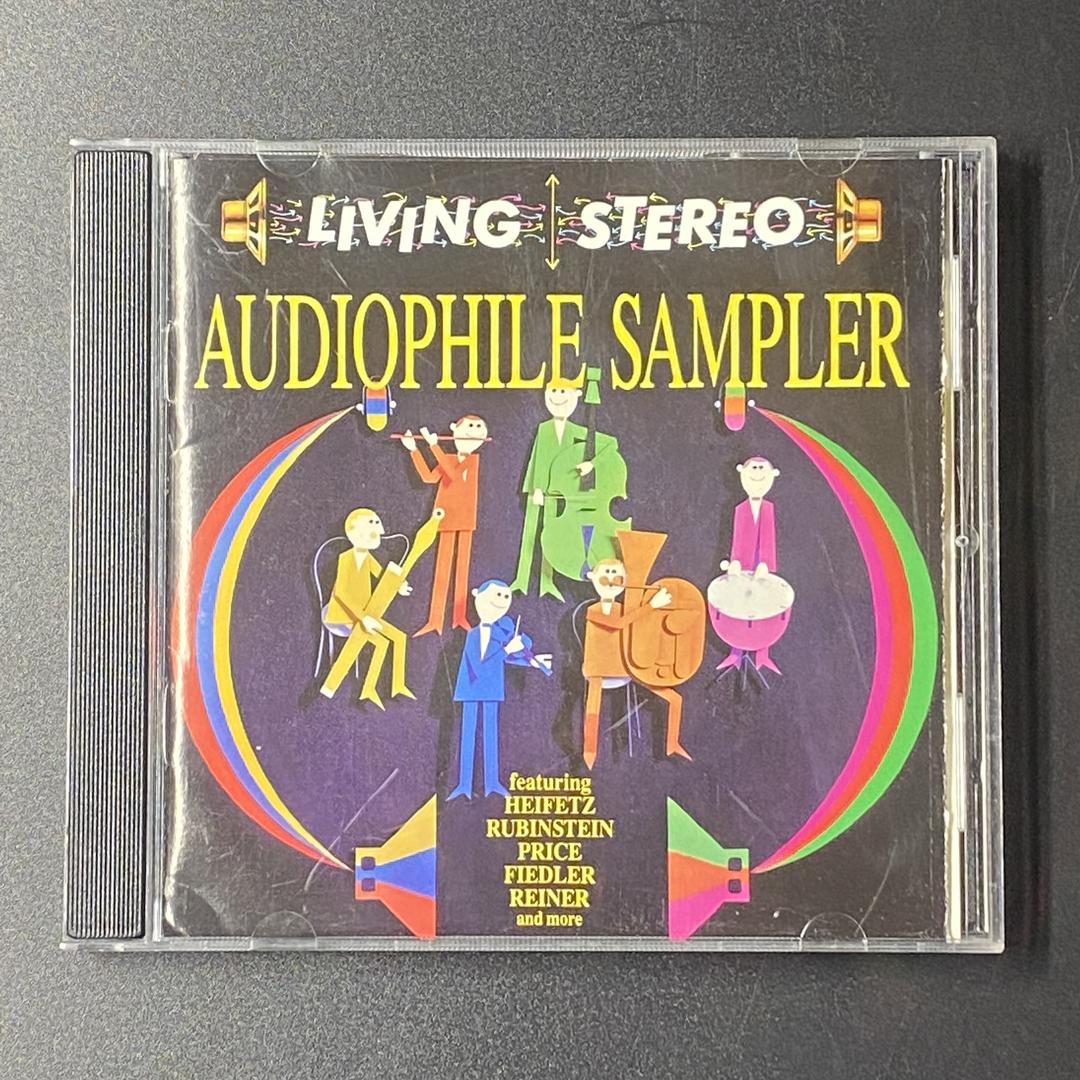 LIVING STEREO
AUDIOPHILE SAMPLER
featuring
HEIFETZ
RUBINSTEIN
PRICE
FIEDLER
REINER
and more